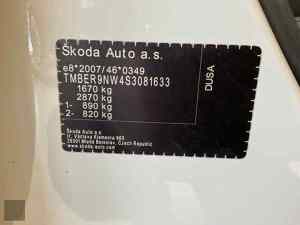 Škoda Auto a.s.
e8*2007/46*0349
TMBER9NW4S3081633
1670 kg
2870 kg
1- 890 kg
2- 820 kg
DUSA
Škoda Auto a.s.
tř. Václava Klementa 869
29301 Mladá Boleslav, Czech Republic
www.skoda-auto.com